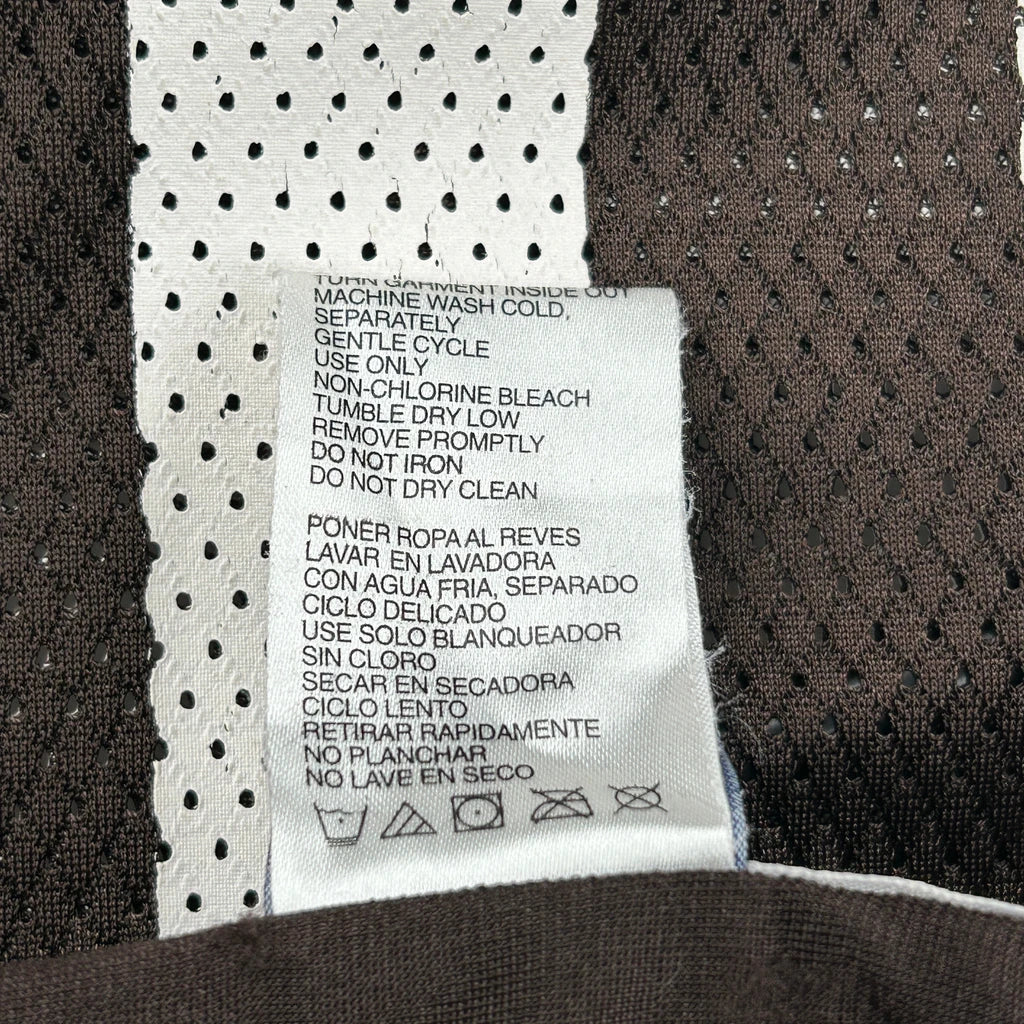 TURN GARMENT INSIDE OUT
MACHINE WASH COLD,
SEPARATELY
GENTLE CYCLE
USE ONLY
NON-CHLORINE BLEACH
TUMBLE DRY LOW
REMOVE PROMPTLY
DO NOT IRON
DO NOT DRY CLEAN
PONER ROPA AL REVES
LAVAR EN LAVADORA
CON AGUA FRIA, SEPARADO
CICLO DELICADO
USE SOLO BLANQUEADOR
SIN CLORO
SECAR EN SECADORA
CICLO LENTO
RETIRAR RAPIDAMENTE
NO PLANCHAR
NO LAVE EN SECO